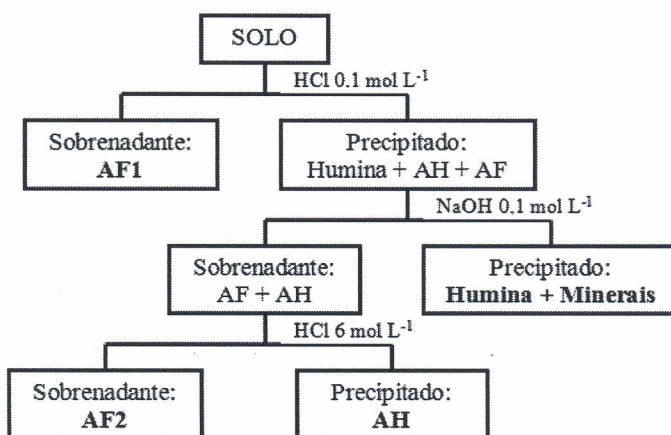 SOLO
HCl 0,1 mol L⁻¹
Sobrenadante:
AF1
Precipitado:
Humina + AH + AF
NaOH 0,1 mol L⁻¹
Sobrenadante:
AF + AH
Precipitado:
Humina + Minerais
HCl 6 mol L⁻¹
Sobrenadante:
AF2
Precipitado:
AH